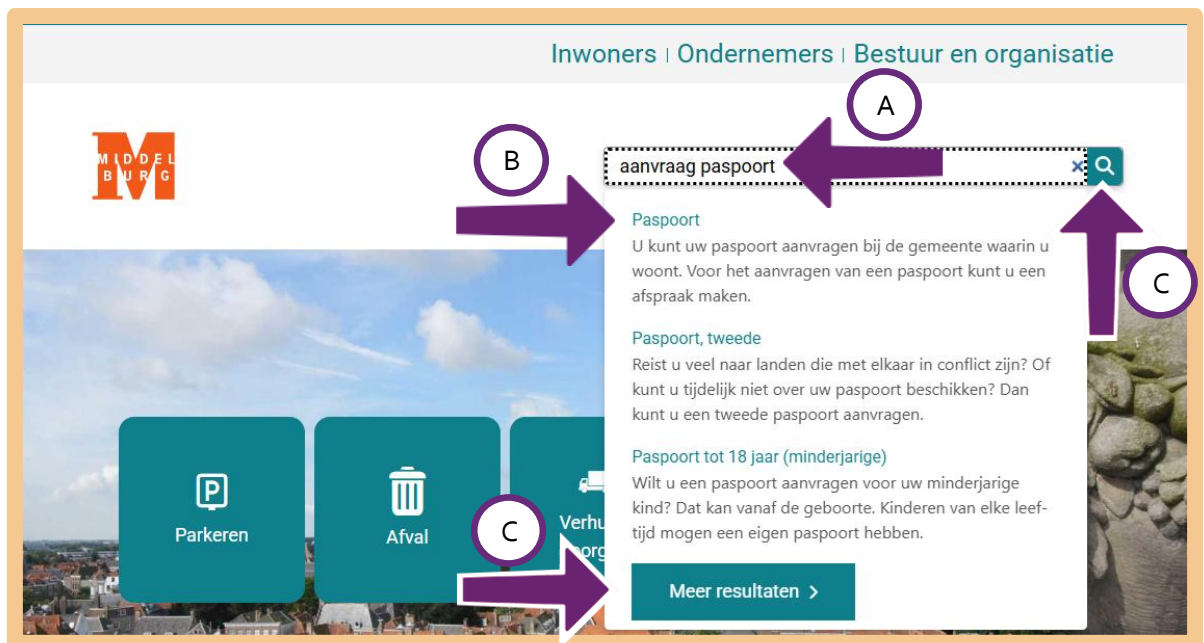 Inwoners | Ondernemers | Bestuur en organisatie
A
MIDDEL
BURG
B
aanvraag paspoort
Paspoort
U kunt uw paspoort aanvragen bij de gemeente waarin u
woont. Voor het aanvragen van een paspoort kunt u een
afspraak maken.
C
Paspoort, tweede
Reist u veel naar landen die met elkaar in conflict zijn? Of
kunt u tijdelijk niet over uw paspoort beschikken? Dan
kunt u een tweede paspoort aanvragen.
Paspoort tot 18 jaar (minderjarige)
Wilt u een paspoort aanvragen voor uw minderjarige
kind? Dat kan vanaf de geboorte. Kinderen van elke leef-
tijd mogen een eigen paspoort hebben.
P
Parkeren
Afval
C
Meer resultaten >